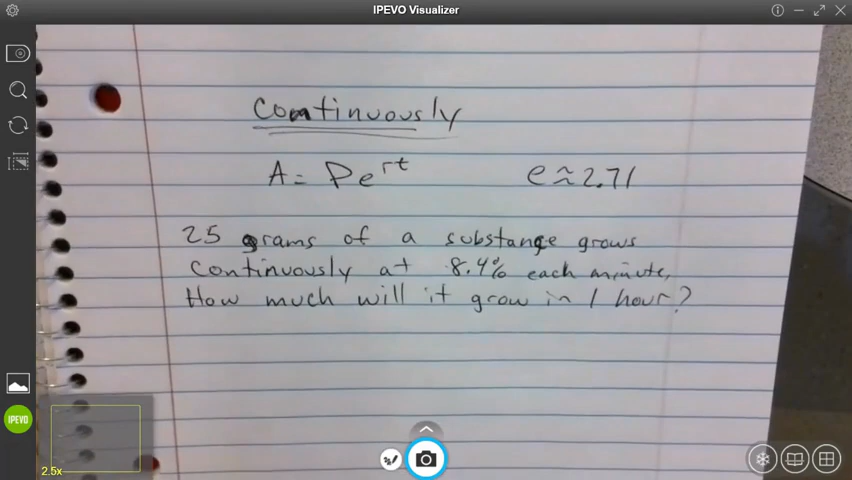 IPEVO Visualizer
Continuously
A = Pe^rt e ≈ 2.71
25 grams of a substance grows
continuously at 8.4% each minute,
How much will it grow in 1 hour?
IPEVO
2.5x